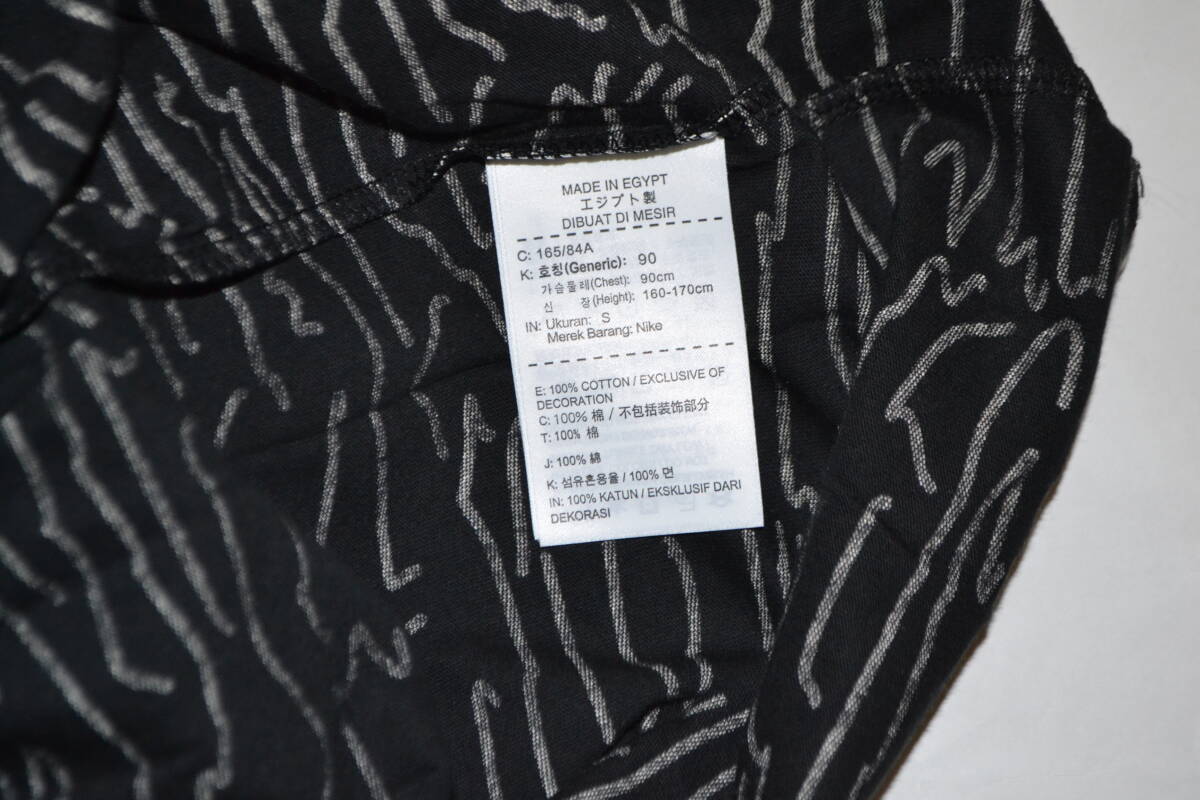 MADE IN EGYPT
エジプト製
DIBUAT DI MESIR
C: 165/84A
K: 호칭(Generic): 90
가슴둘레(Chest): 90cm
신 장(Height): 160-170cm
IN: Ukuran: S
Merek Barang: Nike
E: 100% COTTON / EXCLUSIVE OF
DECORATION
C: 100% 棉 / 不包括装饰部分
T: 100% 棉
J: 100% 綿
K: 섬유혼용율 / 100% 면
IN: 100% KATUN / EKSKLUSIF DARI
DEKORASI